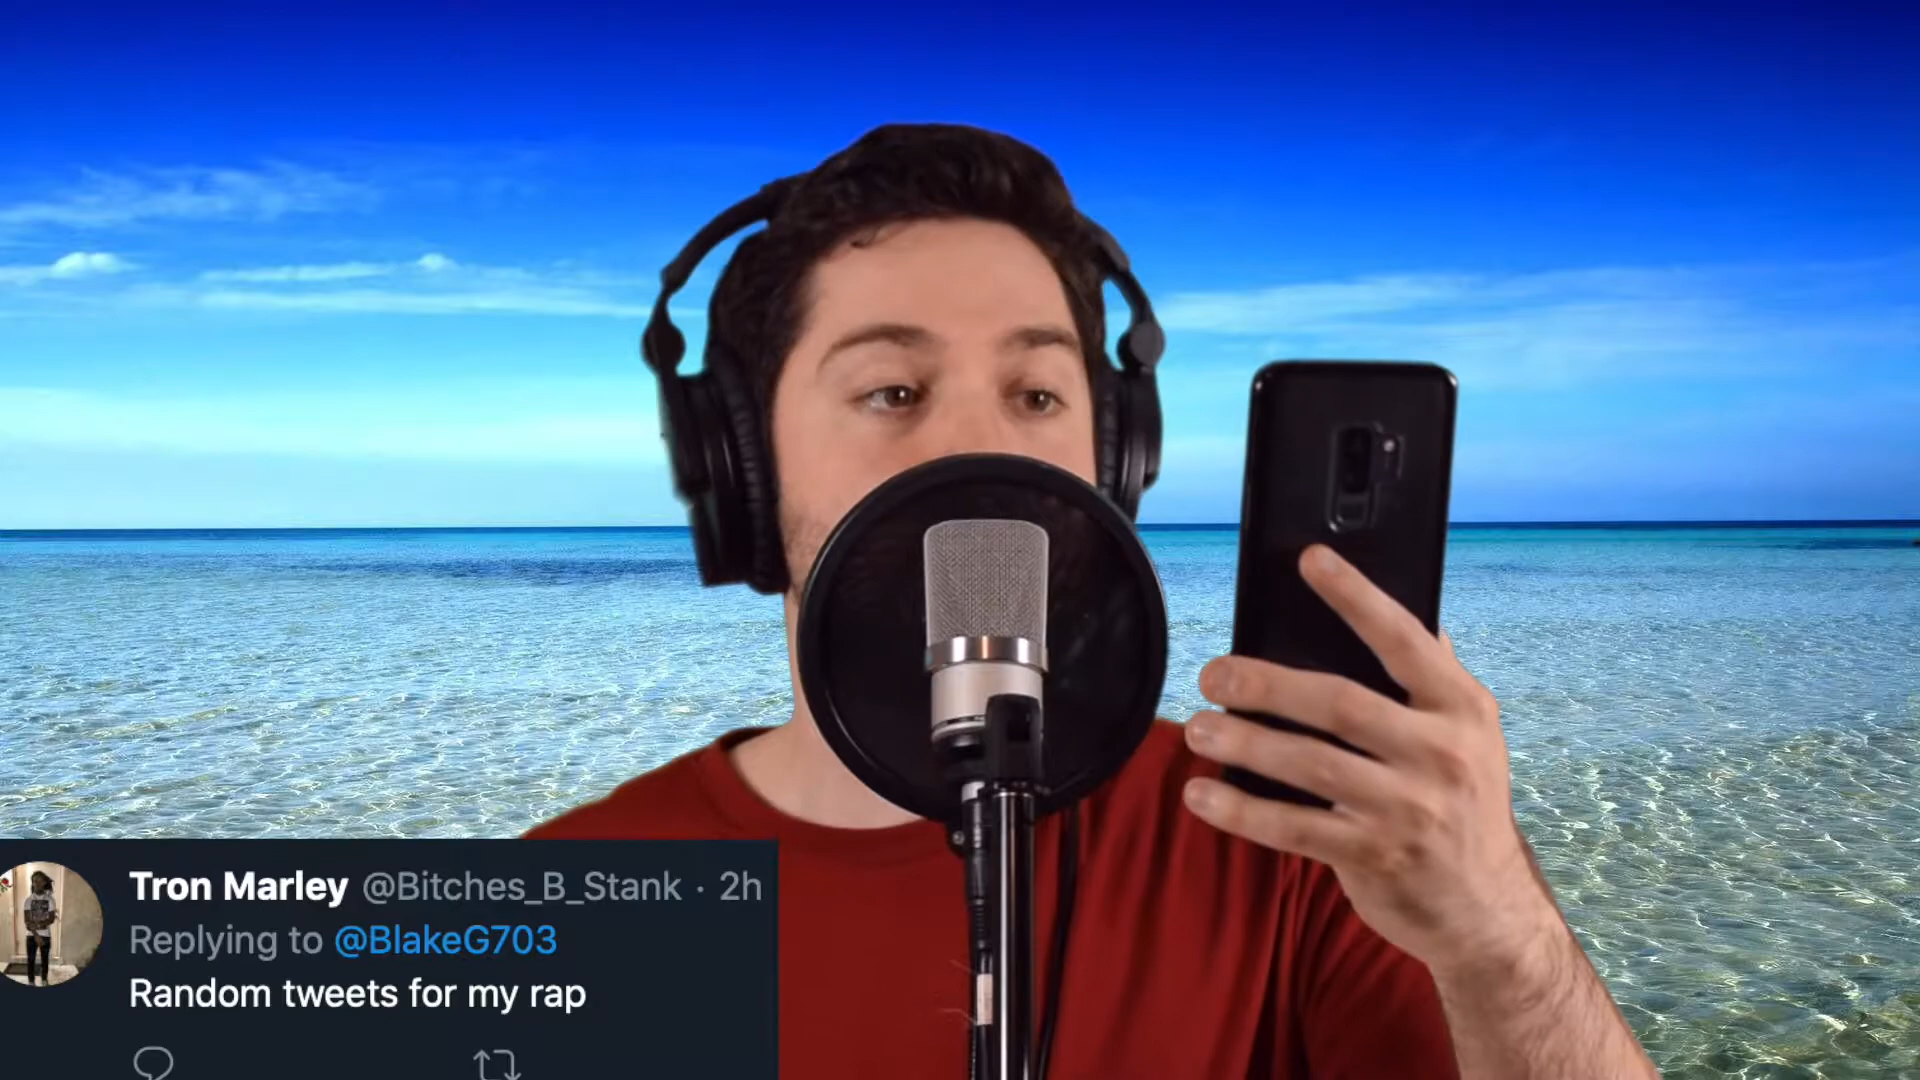 Tron Marley @Bitches_B_Stank · 2h
Replying to @BlakeG703
Random tweets for my rap